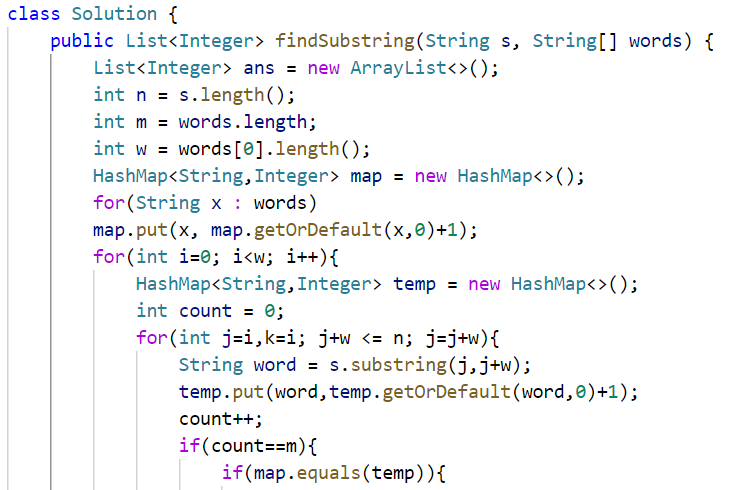 class Solution {
    public List<Integer> findSubstring(String s, String[] words) {
        List<Integer> ans = new ArrayList<>();
        int n = s.length();
        int m = words.length;
        int w = words[0].length();
        HashMap<String,Integer> map = new HashMap<>();
        for(String x : words)
        map.put(x, map.getOrDefault(x,0)+1);
        for(int i=0; i<w; i++){
            HashMap<String,Integer> temp = new HashMap<>();
            int count = 0;
            for(int j=i,k=i; j+w <= n; j=j+w){
                String word = s.substring(j,j+w);
                temp.put(word,temp.getOrDefault(word,0)+1);
                count++;
                if(count==m){
                    if(map.equals(temp)){